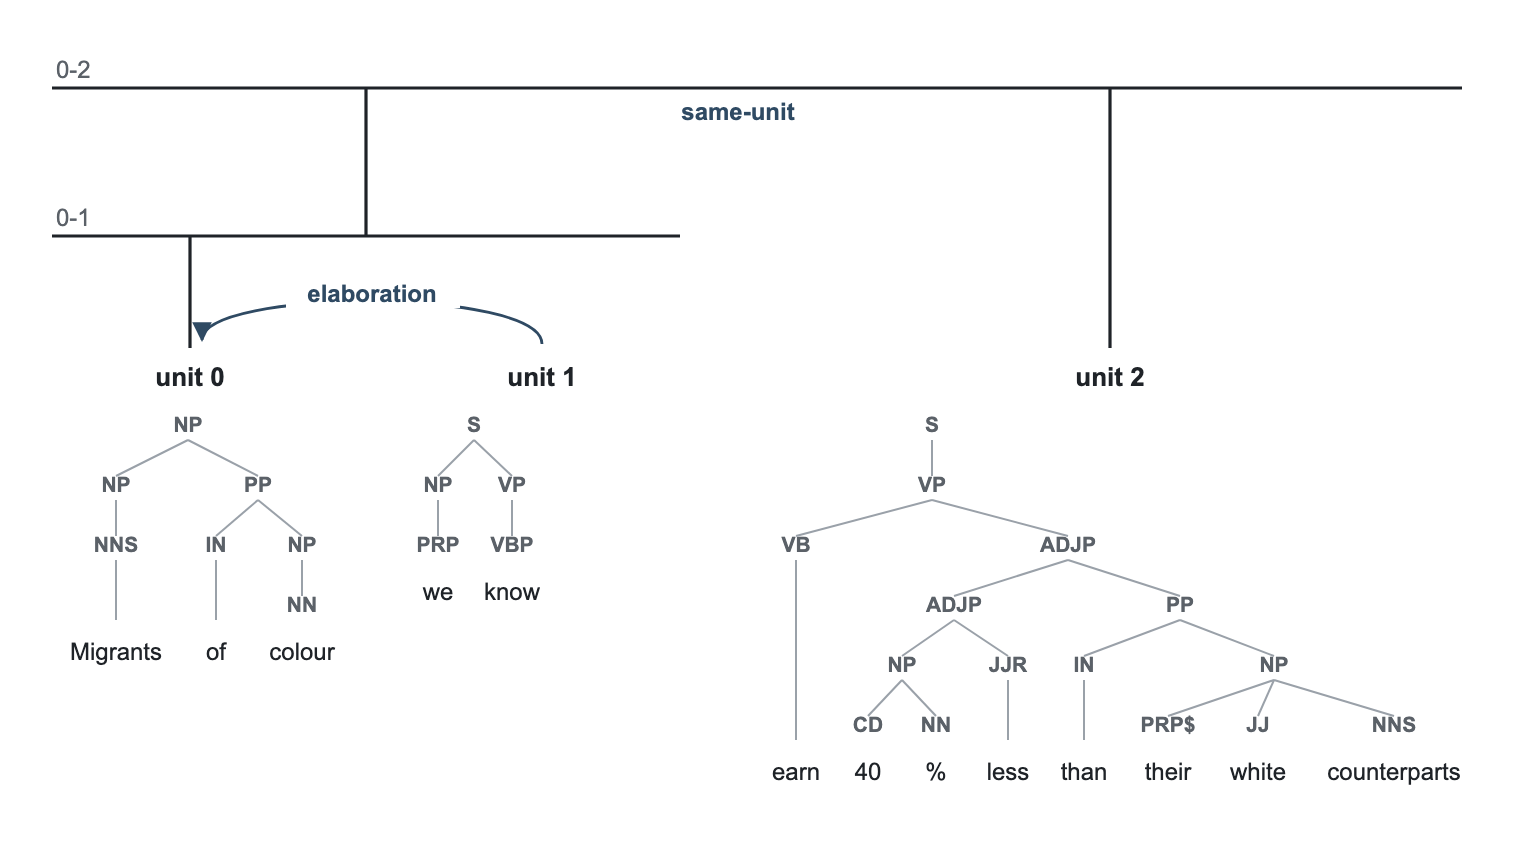 0-2
same-unit
0-1
elaboration
unit 0 unit 1 unit 2
NP S S
NP PP NP VP VP
NNS IN NP PRP VBP VB ADJP
we know
NN ADJP PP
Migrants of colour
NP JJR IN NP
CD NN PRP$ JJ NNS
earn 40 % less than their white counterparts